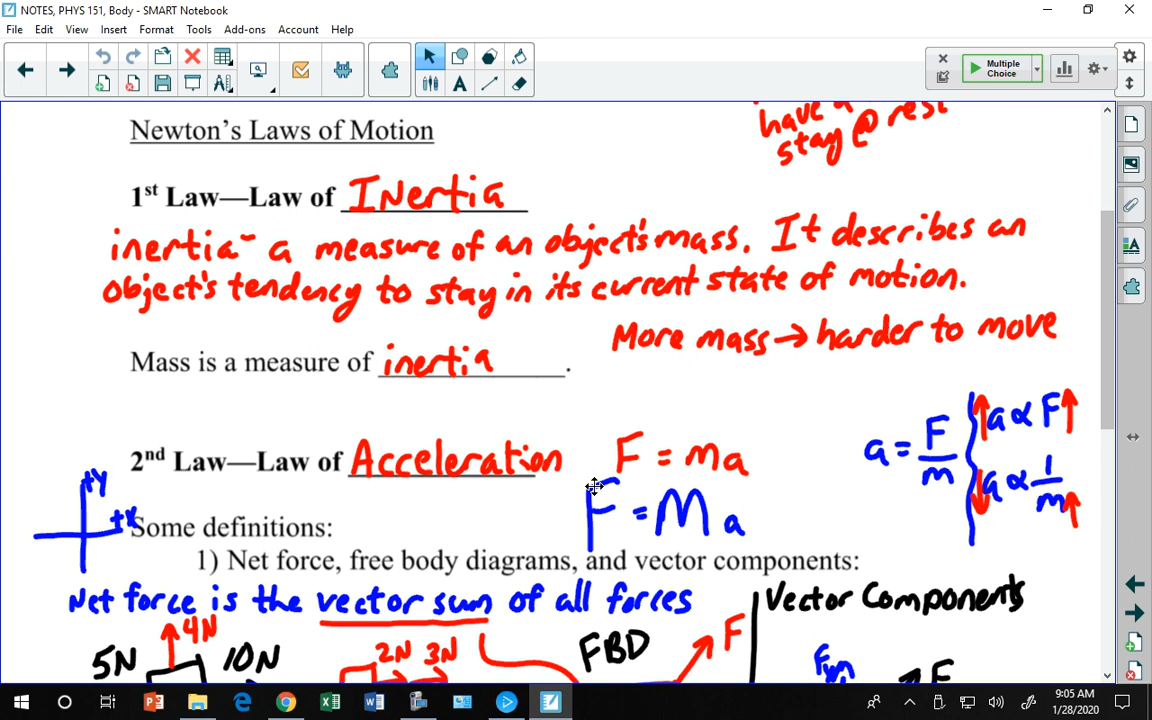 NOTES, PHYS 151, Body - SMART Notebook
File Edit View Insert Format Tools Add-ons Account Help
Multiple Choice
have a
stay @ rest
Newton's Laws of Motion
1st Law—Law of Inertia
inertia - a measure of an object's mass. It describes an
object's tendency to stay in its current state of motion.
More mass → harder to move
Mass is a measure of inertia.
2nd Law—Law of Acceleration F = ma
a = F/m
↑a ∝ F↑
↓a ∝ 1/m↑
F = Ma
+y
+x
Some definitions:
1) Net force, free body diagrams, and vector components:
Net force is the vector sum of all forces
Vector Components
4N
5N 10N
2N 3N
FBD
F
F
9:05 AM
1/28/2020